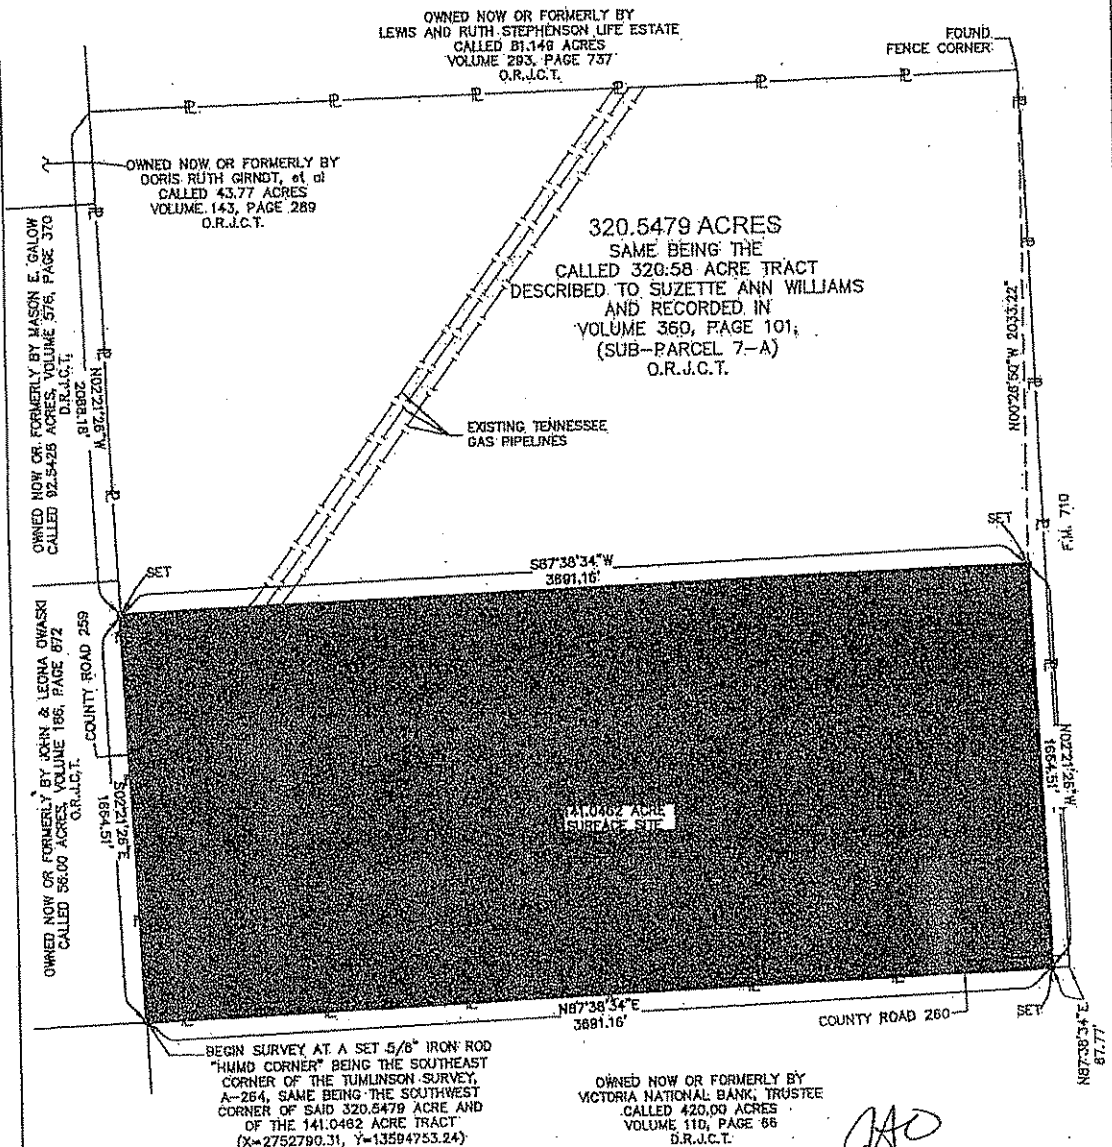 OWNED NOW OR FORMERLY BY
LEWIS AND RUTH STEPHENSON LIFE ESTATE
CALLED 81.149 ACRES
VOLUME 293, PAGE 737
O.R.J.C.T.
FOUND
FENCE CORNER
OWNED NOW OR FORMERLY BY
DORIS RUTH GIRNDT, et al
CALLED 43.77 ACRES
VOLUME 143, PAGE 289
O.R.J.C.T.
320.5479 ACRES
SAME BEING THE
CALLED 320.58 ACRE TRACT
DESCRIBED TO SUZETTE ANN WILLIAMS
AND RECORDED IN
VOLUME 360, PAGE 101,
(SUB-PARCEL 7-A)
O.R.J.C.T.
OWNED NOW OR FORMERLY BY MASON E. GALOW
CALLED 92.5426 ACRES, VOLUME 576, PAGE 370
D.R.J.C.T.
N02°21'26"W
2088.18'
N00°26'50"W 2033.22'
EXISTING TENNESSEE
GAS PIPELINES
F.M. 710
SET
SET
S87°38'34"W
3691.16'
OWNED NOW OR FORMERLY BY JOHN & LEONA OWASKI
CALLED 56.00 ACRES, VOLUME 186, PAGE 872
O.R.J.C.T.
COUNTY ROAD 259
S02°21'26"E
1664.51'
141.0462 ACRE
SURFACE SITE
N02°21'26"W
1664.51'
N87°38'34"E
3691.16'
COUNTY ROAD 260
SET
N87°38'34"E
87.77'
BEGIN SURVEY AT A SET 5/8" IRON ROD
"HMMD CORNER" BEING THE SOUTHEAST
CORNER OF THE TUMLINSON SURVEY,
A-264, SAME BEING THE SOUTHWEST
CORNER OF SAID 320.5479 ACRE AND
OF THE 141.0462 ACRE TRACT
(X=2752790.31, Y=13594753.24)
OWNED NOW OR FORMERLY BY
VICTORIA NATIONAL BANK, TRUSTEE
CALLED 420.00 ACRES
VOLUME 110, PAGE 66
D.R.J.C.T.